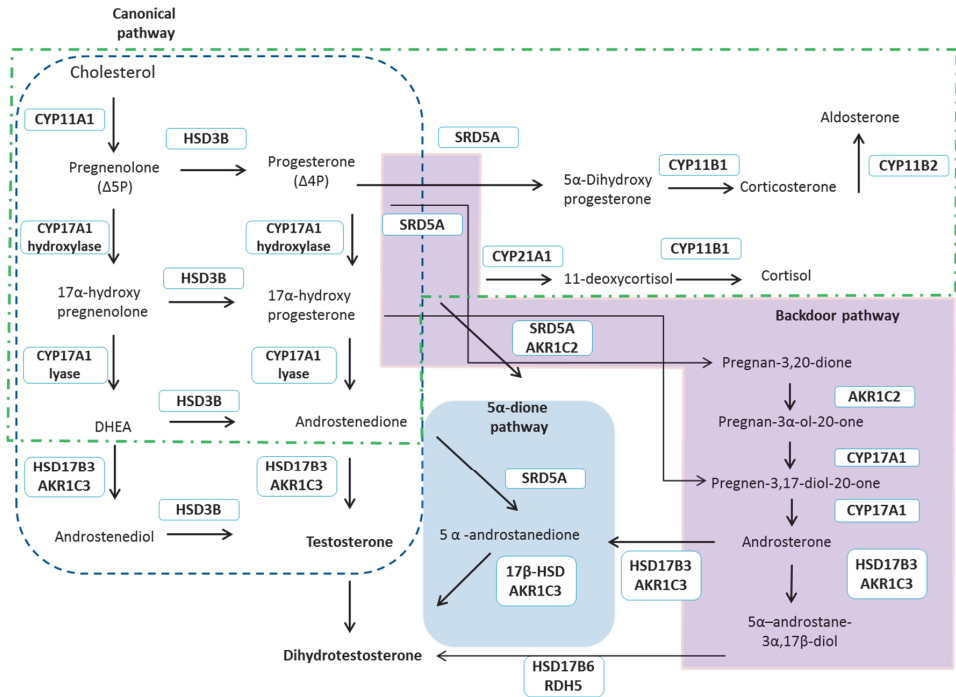 Canonical
pathway
Cholesterol
CYP11A1
HSD3B
SRD5A
Aldosterone
Pregnenolone
(Δ5P)
Progesterone
(Δ4P)
CYP11B1
CYP11B2
5α-Dihydroxy
progesterone
Corticosterone
CYP17A1
hydroxylase
CYP17A1
hydroxylase
SRD5A
CYP21A1
CYP11B1
HSD3B
11-deoxycortisol
Cortisol
17α-hydroxy
pregnenolone
17α-hydroxy
progesterone
Backdoor pathway
SRD5A
AKR1C2
CYP17A1
lyase
CYP17A1
lyase
Pregnan-3,20-dione
HSD3B
AKR1C2
5α-dione
pathway
DHEA
Androstenedione
Pregnan-3α-ol-20-one
CYP17A1
HSD17B3
AKR1C3
HSD17B3
AKR1C3
SRD5A
Pregnen-3,17-diol-20-one
CYP17A1
HSD3B
Androstenediol
Testosterone
5 α -androstanedione
Androsterone
17β-HSD
AKR1C3
HSD17B3
AKR1C3
HSD17B3
AKR1C3
5α–androstane-
3α,17β-diol
Dihydrotestosterone
HSD17B6
RDH5